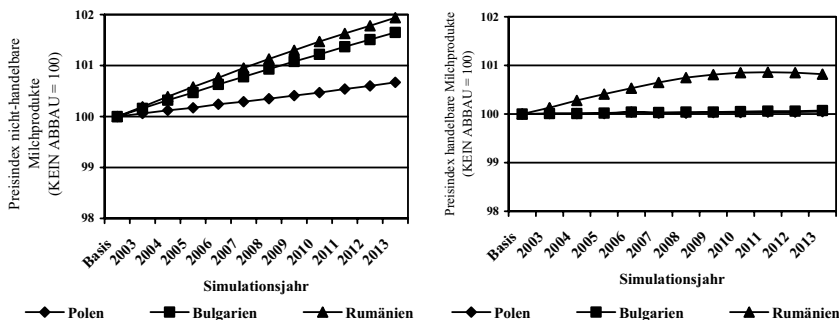 Preisindex nicht-handelbare
Milchprodukte
(KEIN ABBAU = 100)
102
101
100
99
98
Basis
2003
2004
2005
2006
2007
2008
2009
2010
2011
2012
2013
Simulationsjahr
Polen
Bulgarien
Rumänien
Preisindex handelbare Milchprodukte
(KEIN ABBAU = 100)
102
101
100
99
98
Basis
2003
2004
2005
2006
2007
2008
2009
2010
2011
2012
2013
Simulationsjahr
Polen
Bulgarien
Rumänien